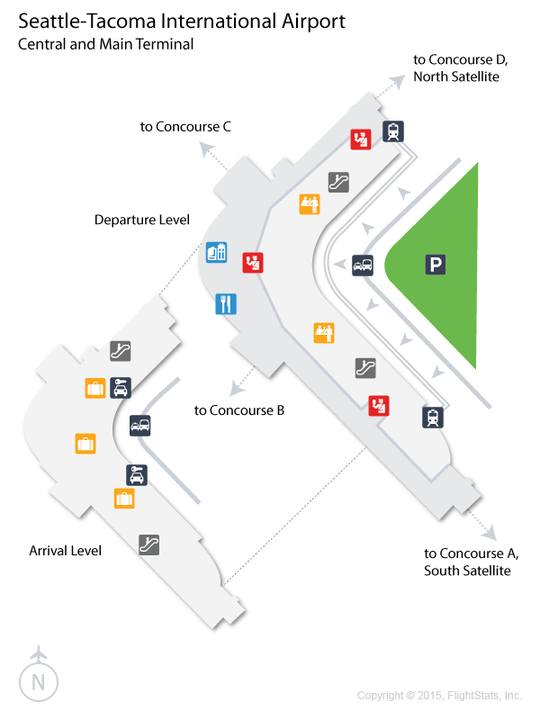 Seattle-Tacoma International Airport
Central and Main Terminal
to Concourse D,
North Satellite
to Concourse C
Departure Level
P
to Concourse B
Arrival Level
to Concourse A,
South Satellite
N
Copyright © 2015, FlightStats, Inc.